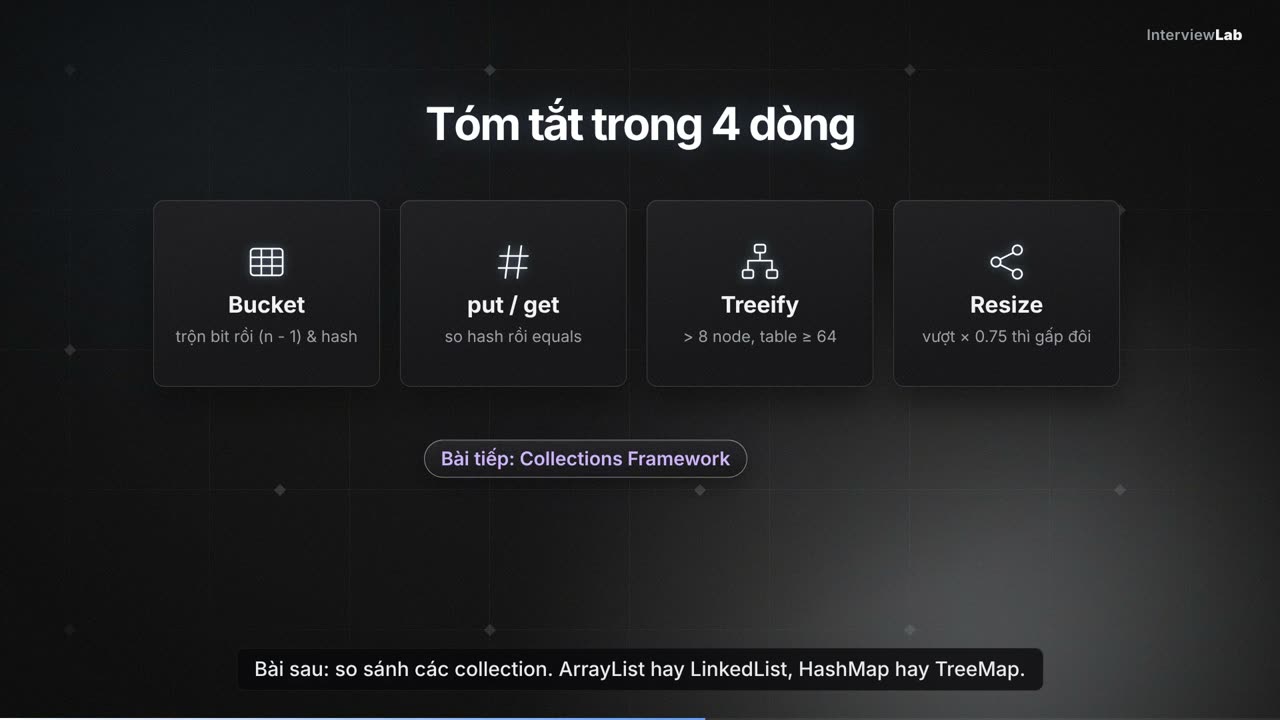 InterviewLab
Tóm tắt trong 4 dòng
Bucket
trộn bit rồi (n - 1) & hash
put / get
so hash rồi equals
Treeify
> 8 node, table ≥ 64
Resize
vượt × 0.75 thì gấp đôi
Bài tiếp: Collections Framework
Bài sau: so sánh các collection. ArrayList hay LinkedList, HashMap hay TreeMap.